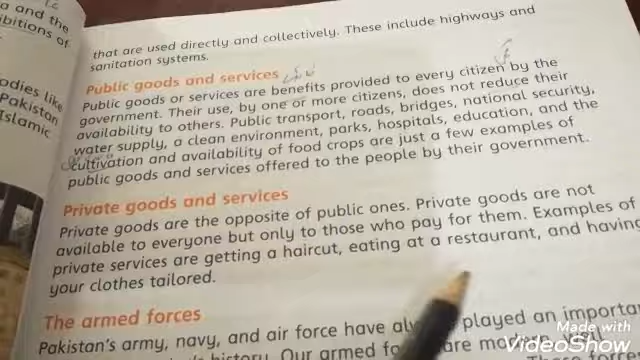 a and the
ibitions of
odies like
Pakistan
Islamic
that are used directly and collectively. These include highways and
sanitation systems.
Public goods and services
Public goods or services are benefits provided to every citizen by the
government. Their use, by one or more citizens, does not reduce their
availability to others. Public transport, roads, bridges, national security,
water supply, a clean environment, parks, hospitals, education, and the
cultivation and availability of food crops are just a few examples of
public goods and services offered to the people by their government.
Private goods and services
Private goods are the opposite of public ones. Private goods are not
available to everyone but only to those who pay for them. Examples of
private services are getting a haircut, eating at a restaurant, and having
your clothes tailored.
The armed forces
Pakistan's army, navy, and air force have played an importa
history. Our armed are
Made with
VideoShow